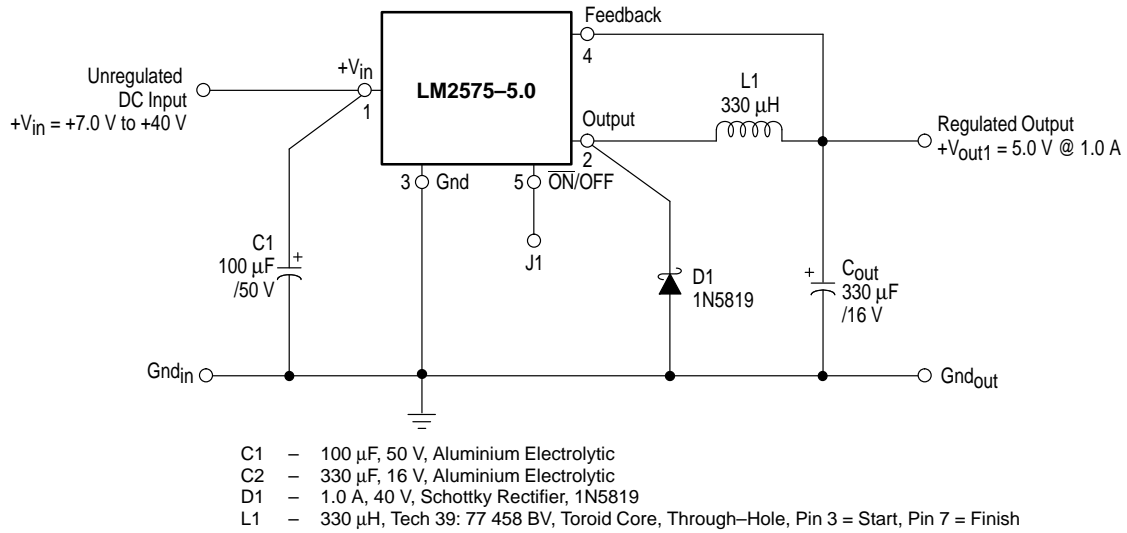 Feedback
4
Unregulated
DC Input
+Vin = +7.0 V to +40 V
+Vin
1
LM2575–5.0
L1
330 µH
Output
2
Regulated Output
+Vout1 = 5.0 V @ 1.0 A
3 Gnd
5 ON/OFF
J1
C1
100 µF
/50 V
+
D1
1N5819
+
Cout
330 µF
/16 V
Gndin
Gndout
C1 – 100 µF, 50 V, Aluminium Electrolytic
C2 – 330 µF, 16 V, Aluminium Electrolytic
D1 – 1.0 A, 40 V, Schottky Rectifier, 1N5819
L1 – 330 µH, Tech 39: 77 458 BV, Toroid Core, Through–Hole, Pin 3 = Start, Pin 7 = Finish